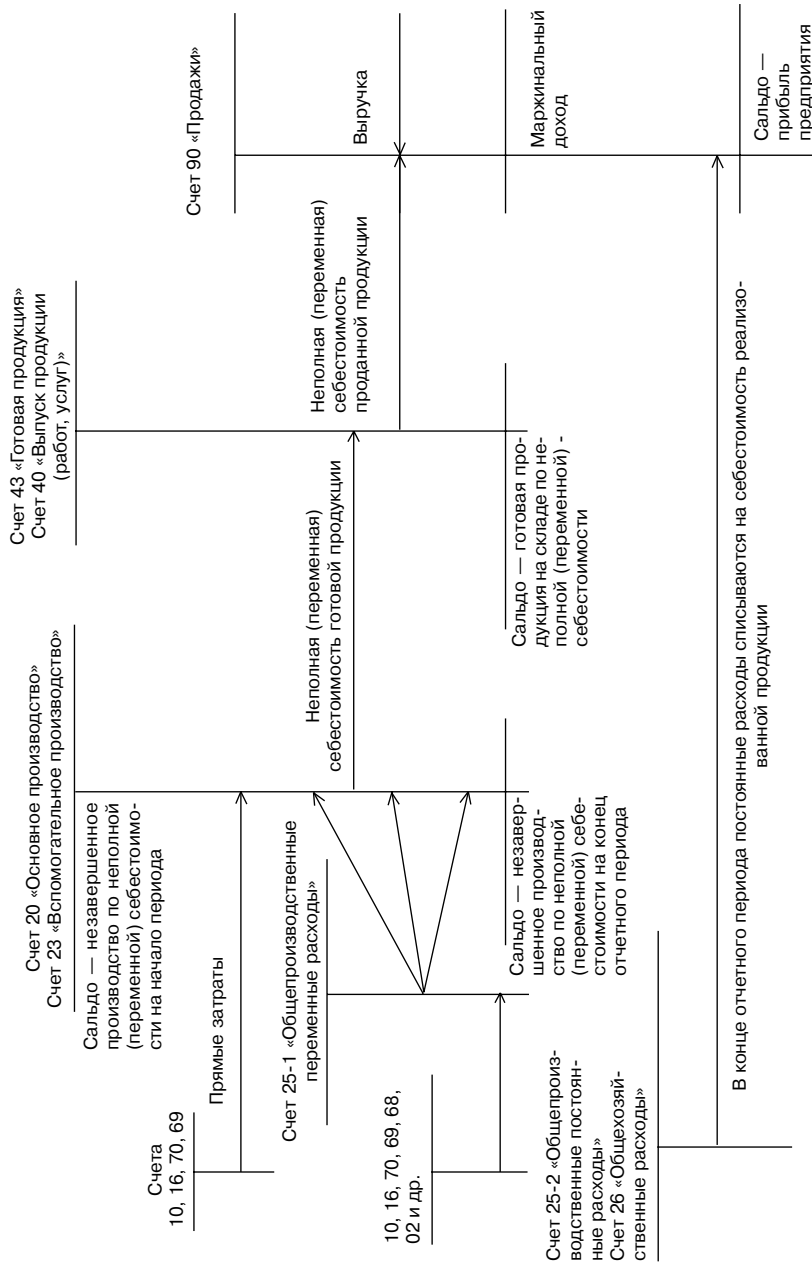 Счета
10, 16, 70, 69
Прямые затраты
Счет 20 «Основное производство»
Счет 23 «Вспомогательное производство»
Сальдо — незавершенное
производство по неполной
(переменной) себестоимо-
сти на начало периода
Счет 43 «Готовая продукция»
Счет 40 «Выпуск продукции
(работ, услуг)»
Счет 90 «Продажи»
Счет 25-1 «Общепроизводственные
переменные расходы»
Неполная (переменная)
себестоимость готовой продукции
Неполная (переменная)
себестоимость
проданной продукции
Выручка
10, 16, 70, 69, 68,
02 и др.
Сальдо — незавер-
шенное производ-
ство по неполной
(переменной) себе-
стоимости на конец
отчетного периода
Сальдо — готовая про-
дукция на складе по не-
полной (переменной) -
себестоимости
Маржинальный
доход
Счет 25-2 «Общепроиз-
водственные постоян-
ные расходы»
Счет 26 «Общехозяй-
ственные расходы»
В конце отчетного периода постоянные расходы списываются на себестоимость реализо-
ванной продукции
Сальдо —
прибыль
предприятия